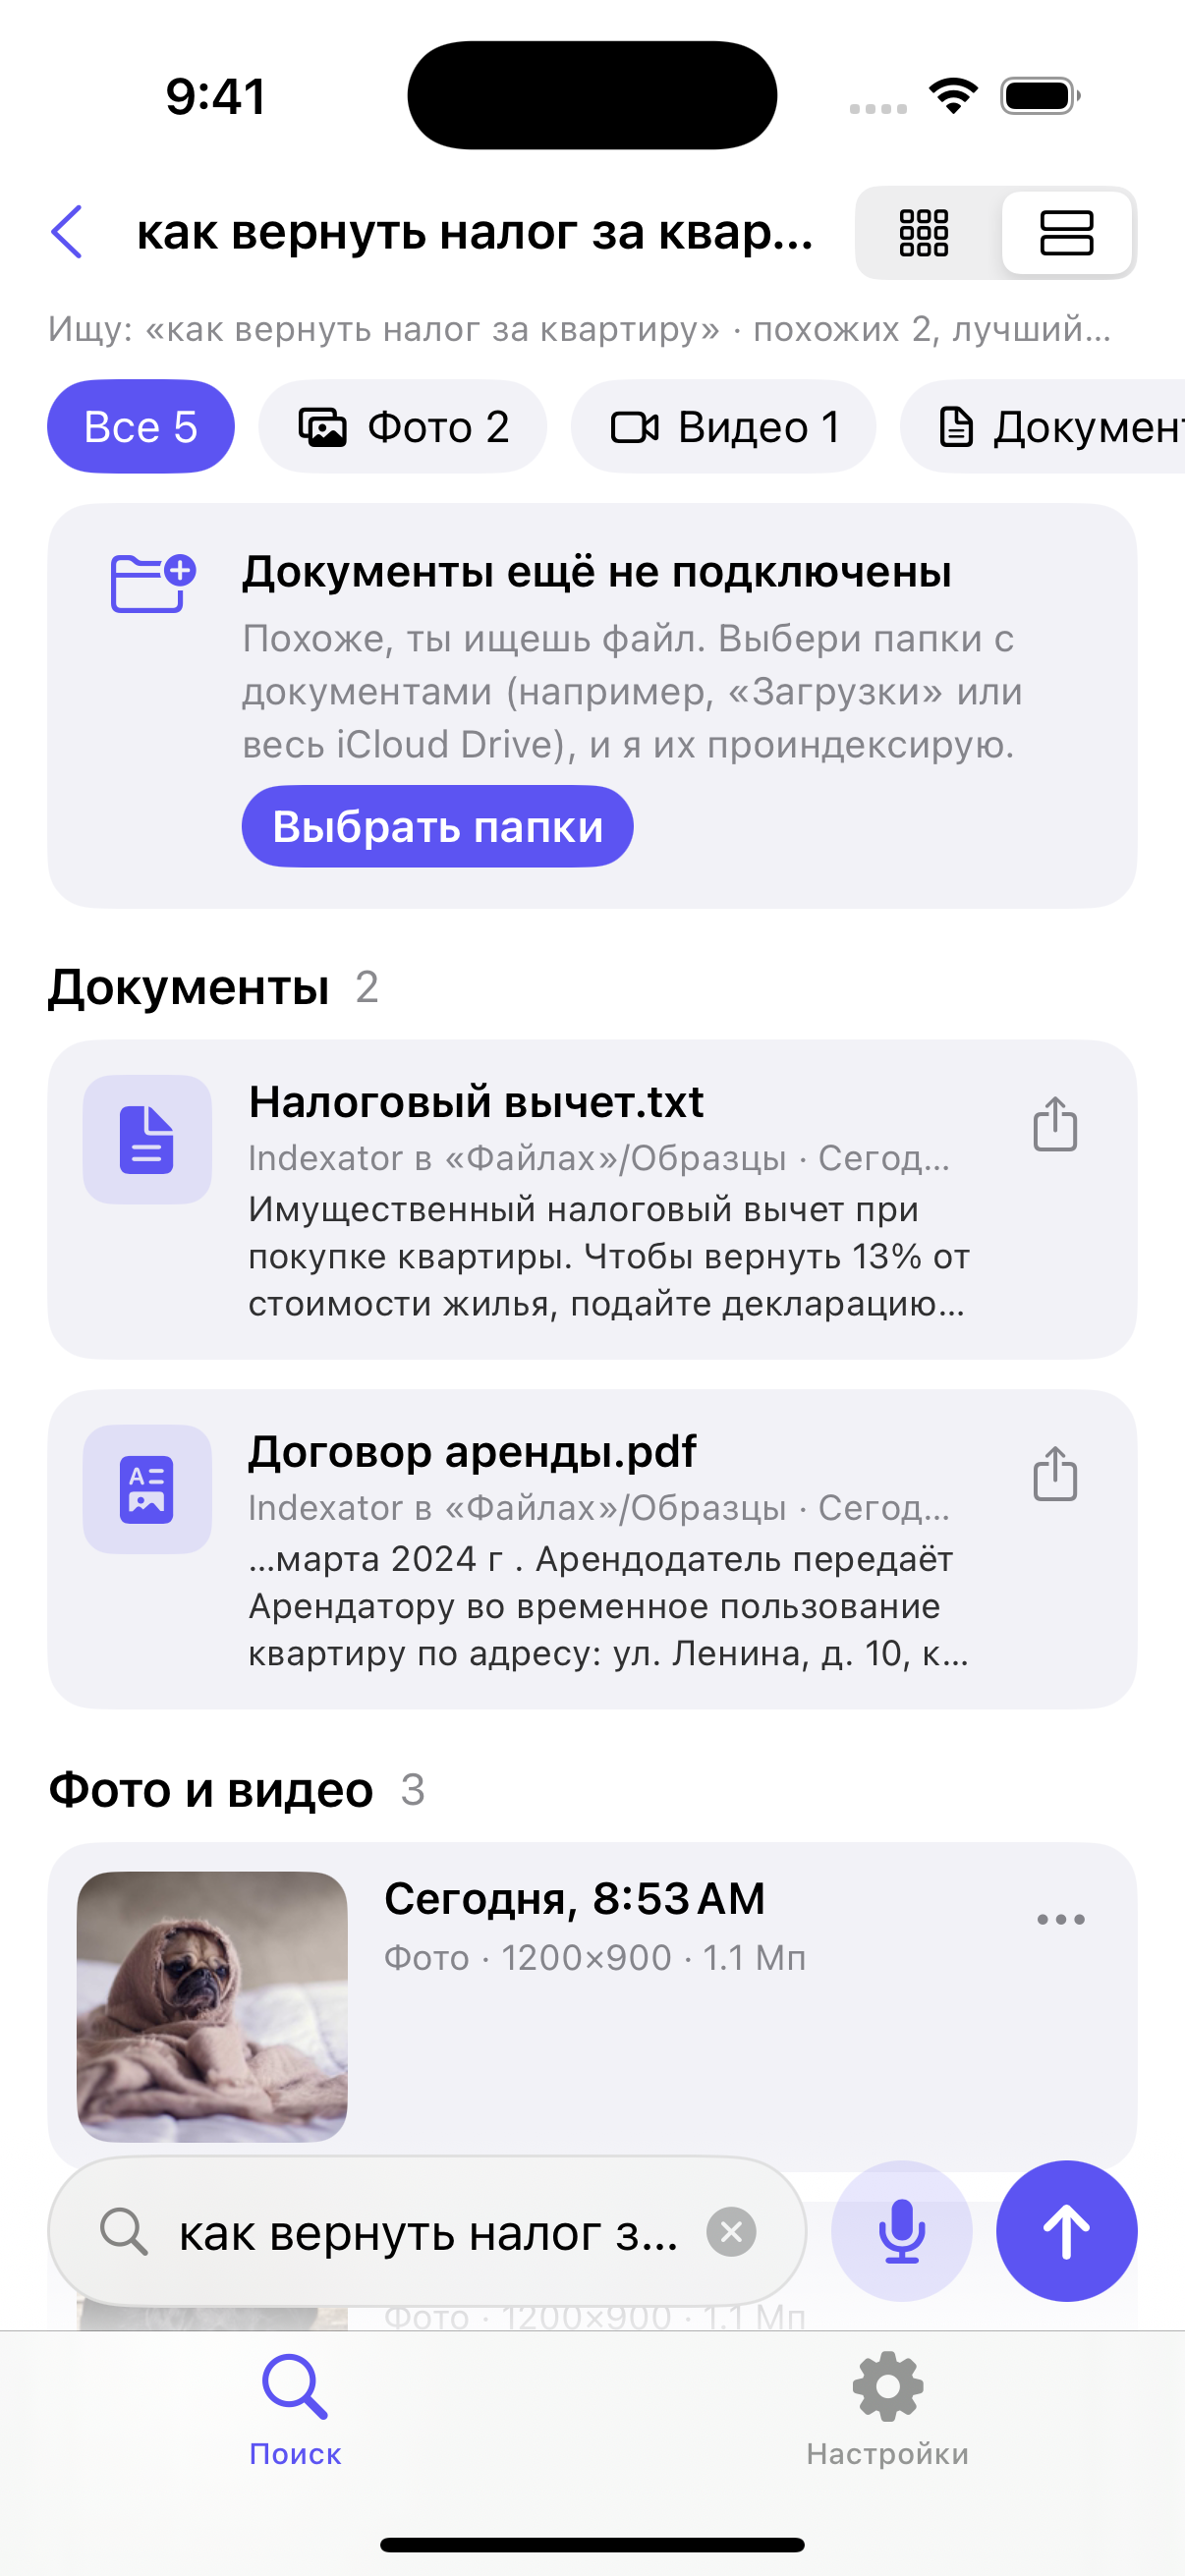 9:41
как вернуть налог за квар...
Ищу: «как вернуть налог за квартиру» · похожих 2, лучший...
Все 5
Фото 2
Видео 1
Докумен
Документы ещё не подключены
Похоже, ты ищешь файл. Выбери папки с
документами (например, «Загрузки» или
весь iCloud Drive), и я их проиндексирую.
Выбрать папки
Документы 2
Налоговый вычет.txt
Indexator в «Файлах»/Образцы · Сегод...
Имущественный налоговый вычет при
покупке квартиры. Чтобы вернуть 13% от
стоимости жилья, подайте декларацию...
Договор аренды.pdf
Indexator в «Файлах»/Образцы · Сегод...
...марта 2024 г . Арендодатель передаёт
Арендатору во временное пользование
квартиру по адресу: ул. Ленина, д. 10, к...
Фото и видео 3
Сегодня, 8:53 AM
Фото · 1200×900 · 1.1 Мп
как вернуть налог з...
Фото · 1200×900 · 1.1 Мп
Поиск
Настройки